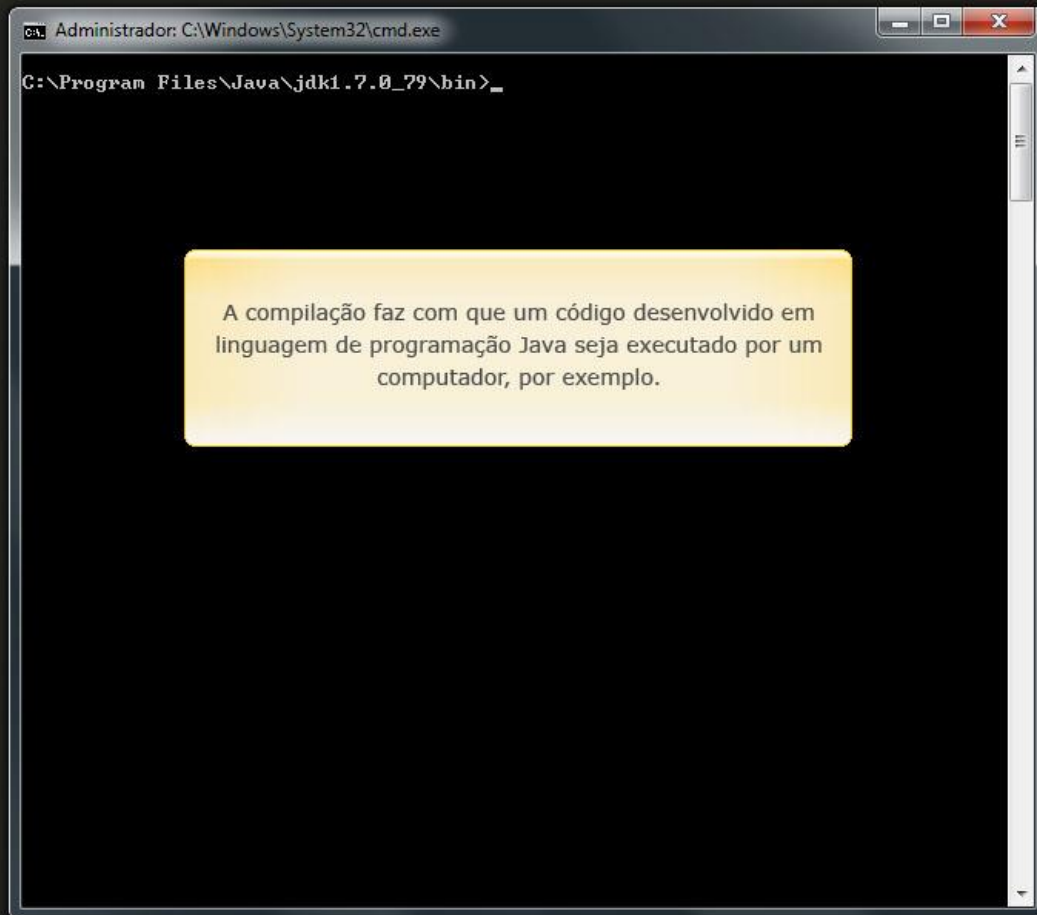 Administrador: C:\Windows\System32\cmd.exe
C:\Program Files\Java\jdk1.7.0_79\bin>_
A compilação faz com que um código desenvolvido em
linguagem de programação Java seja executado por um
computador, por exemplo.